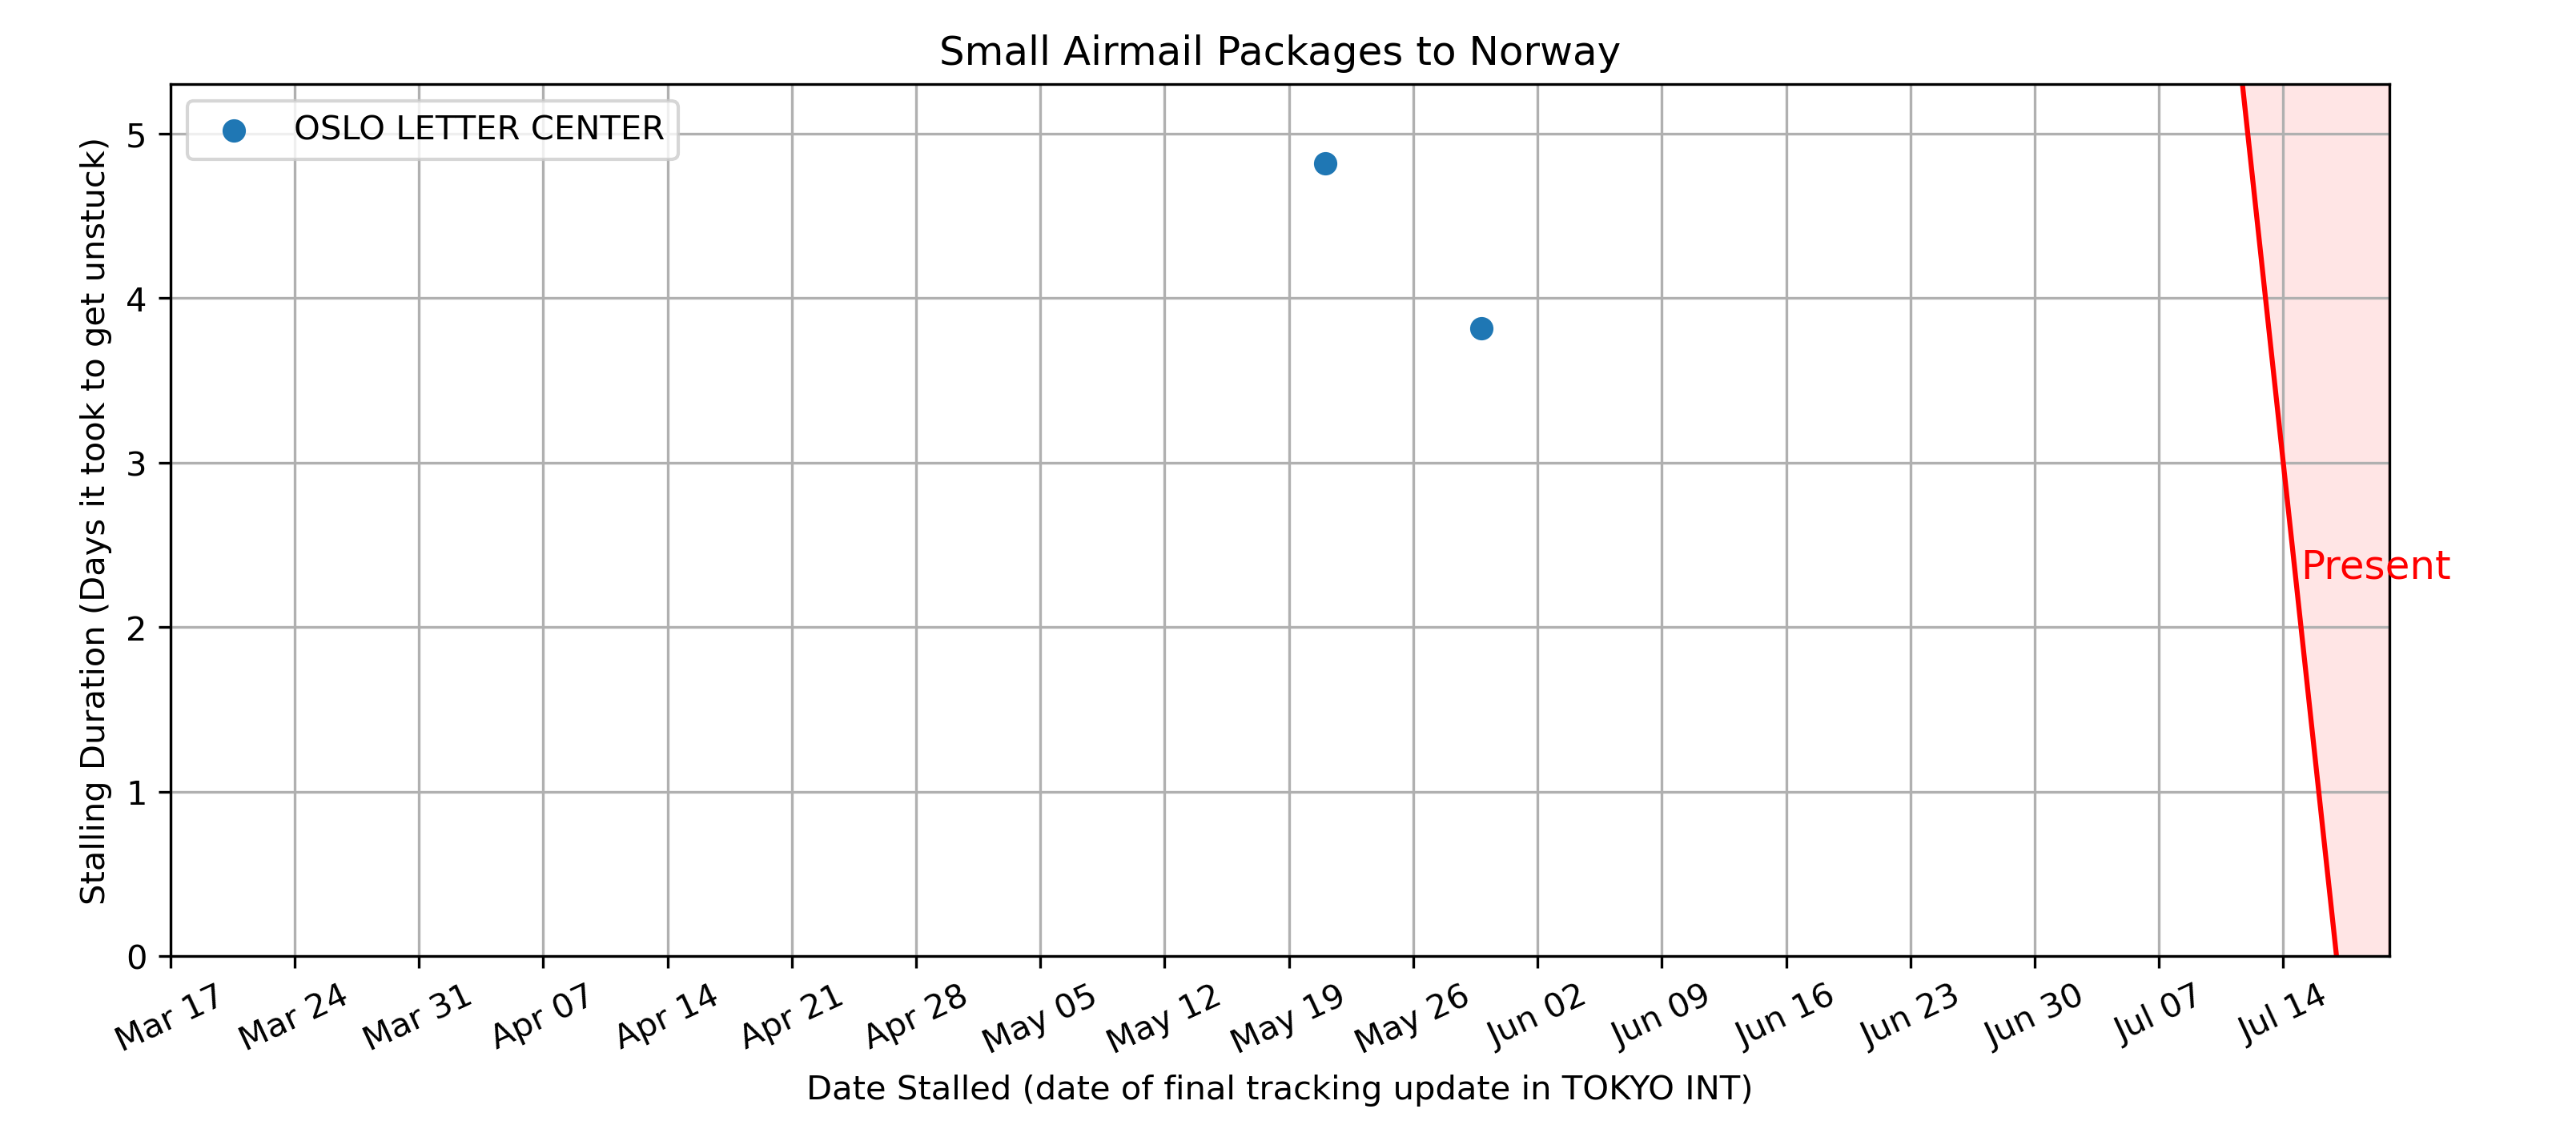 Small Airmail Packages to Norway
OSLO LETTER CENTER
Stalling Duration (Days it took to get unstuck)
5
4
3
2
1
0
Present
Mar 17
Mar 24
Mar 31
Apr 07
Apr 14
Apr 21
Apr 28
May 05
May 12
May 19
May 26
Jun 02
Jun 09
Jun 16
Jun 23
Jun 30
Jul 07
Jul 14
Date Stalled (date of final tracking update in TOKYO INT)